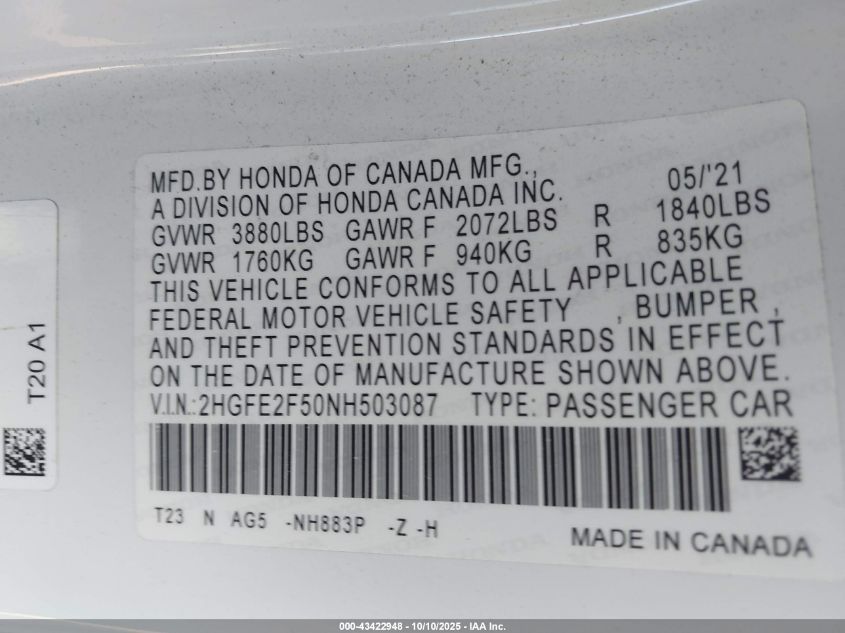 MFD.BY HONDA OF CANADA MFG., 05/'21
A DIVISION OF HONDA CANADA INC.
GVWR 3880LBS GAWR F 2072LBS R 1840LBS
GVWR 1760KG GAWR F 940KG R 835KG
THIS VEHICLE CONFORMS TO ALL APPLICABLE
FEDERAL MOTOR VEHICLE SAFETY , BUMPER ,
AND THEFT PREVENTION STANDARDS IN EFFECT
ON THE DATE OF MANUFACTURE SHOWN ABOVE.
V.I.N.:2HGFE2F50NH503087 TYPE: PASSENGER CAR
T23 N AG5 -NH883P -Z -H
MADE IN CANADA
T20 A1
000-43422948 - 10/10/2025 - IAA Inc.